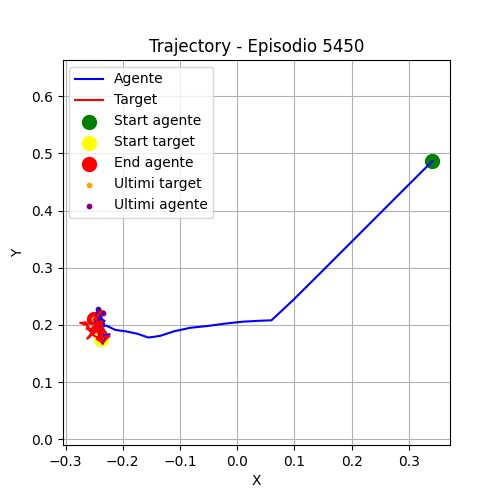 Trajectory - Episodio 5450
Agente
Target
Start agente
Start target
End agente
Ultimi target
Ultimi agente
Y
0.6
0.5
0.4
0.3
0.2
0.1
0.0
−0.3
−0.2
−0.1
0.0
0.1
0.2
0.3
X